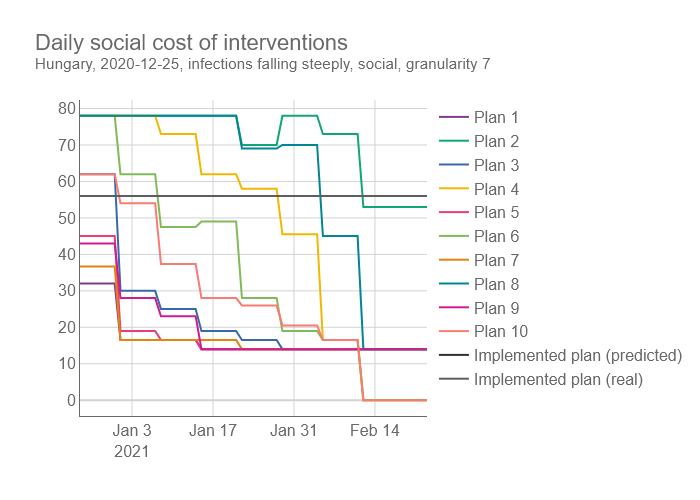 Daily social cost of interventions
Hungary, 2020-12-25, infections falling steeply, social, granularity 7
80
70
60
50
40
30
20
10
0
Jan 3
2021
Jan 17
Jan 31
Feb 14
Plan 1
Plan 2
Plan 3
Plan 4
Plan 5
Plan 6
Plan 7
Plan 8
Plan 9
Plan 10
Implemented plan (predicted)
Implemented plan (real)